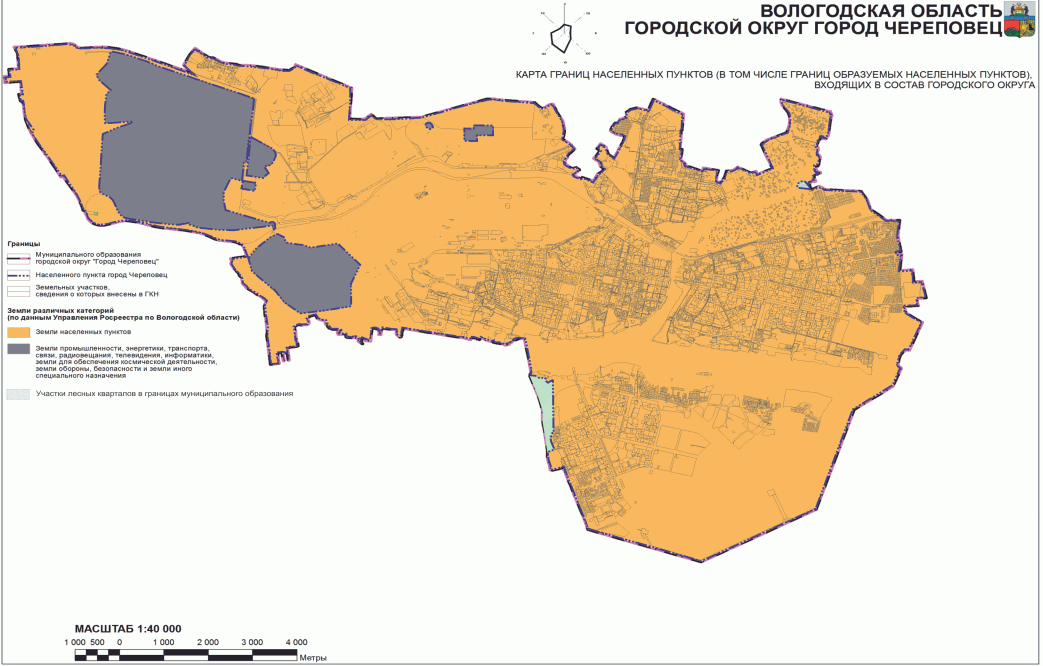 ВОЛОГОДСКАЯ ОБЛАСТЬ
ГОРОДСКОЙ ОКРУГ ГОРОД ЧЕРЕПОВЕЦ
КАРТА ГРАНИЦ НАСЕЛЕННЫХ ПУНКТОВ (В ТОМ ЧИСЛЕ ГРАНИЦ ОБРАЗУЕМЫХ НАСЕЛЕННЫХ ПУНКТОВ),
ВХОДЯЩИХ В СОСТАВ ГОРОДСКОГО ОКРУГА
Границы
Муниципального образования
городской округ "Город Череповец"
Населенного пункта город Череповец
Земельных участков,
сведения о которых внесены в ГКН
Земли различных категорий
(по данным Управления Росреестра по Вологодской области)
Земли населенных пунктов
Земли промышленности, энергетики, транспорта,
связи, радиовещания, телевидения, информатики,
земли для обеспечения космической деятельности,
земли обороны, безопасности и земли иного
специального назначения
Участки лесных кварталов в границах муниципального образования
МАСШТАБ 1:40 000
1 000 500 0 1 000 2 000 3 000 4 000
Метры